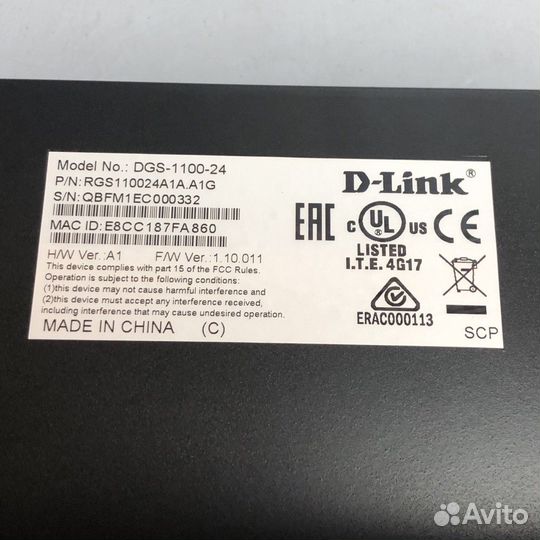 Model No.: DGS-1100-24
P/N: RGS110024A1A.A1G
S/N: QBFM1EC000332
MAC ID: E8CC187FA860
H/W Ver.:A1 F/W Ver.:1.10.011
This device complies with part 15 of the FCC Rules.
Operation is subject to the following conditions:
(1)this device may not cause harmful interference and
(2)this device must accept any interference received,
including interference that may cause undesired operation.
MADE IN CHINA (C)
D-Link®
EAC
C UL US
LISTED
I.T.E. 4G17
CE
ERAC000113
SCP
Avito